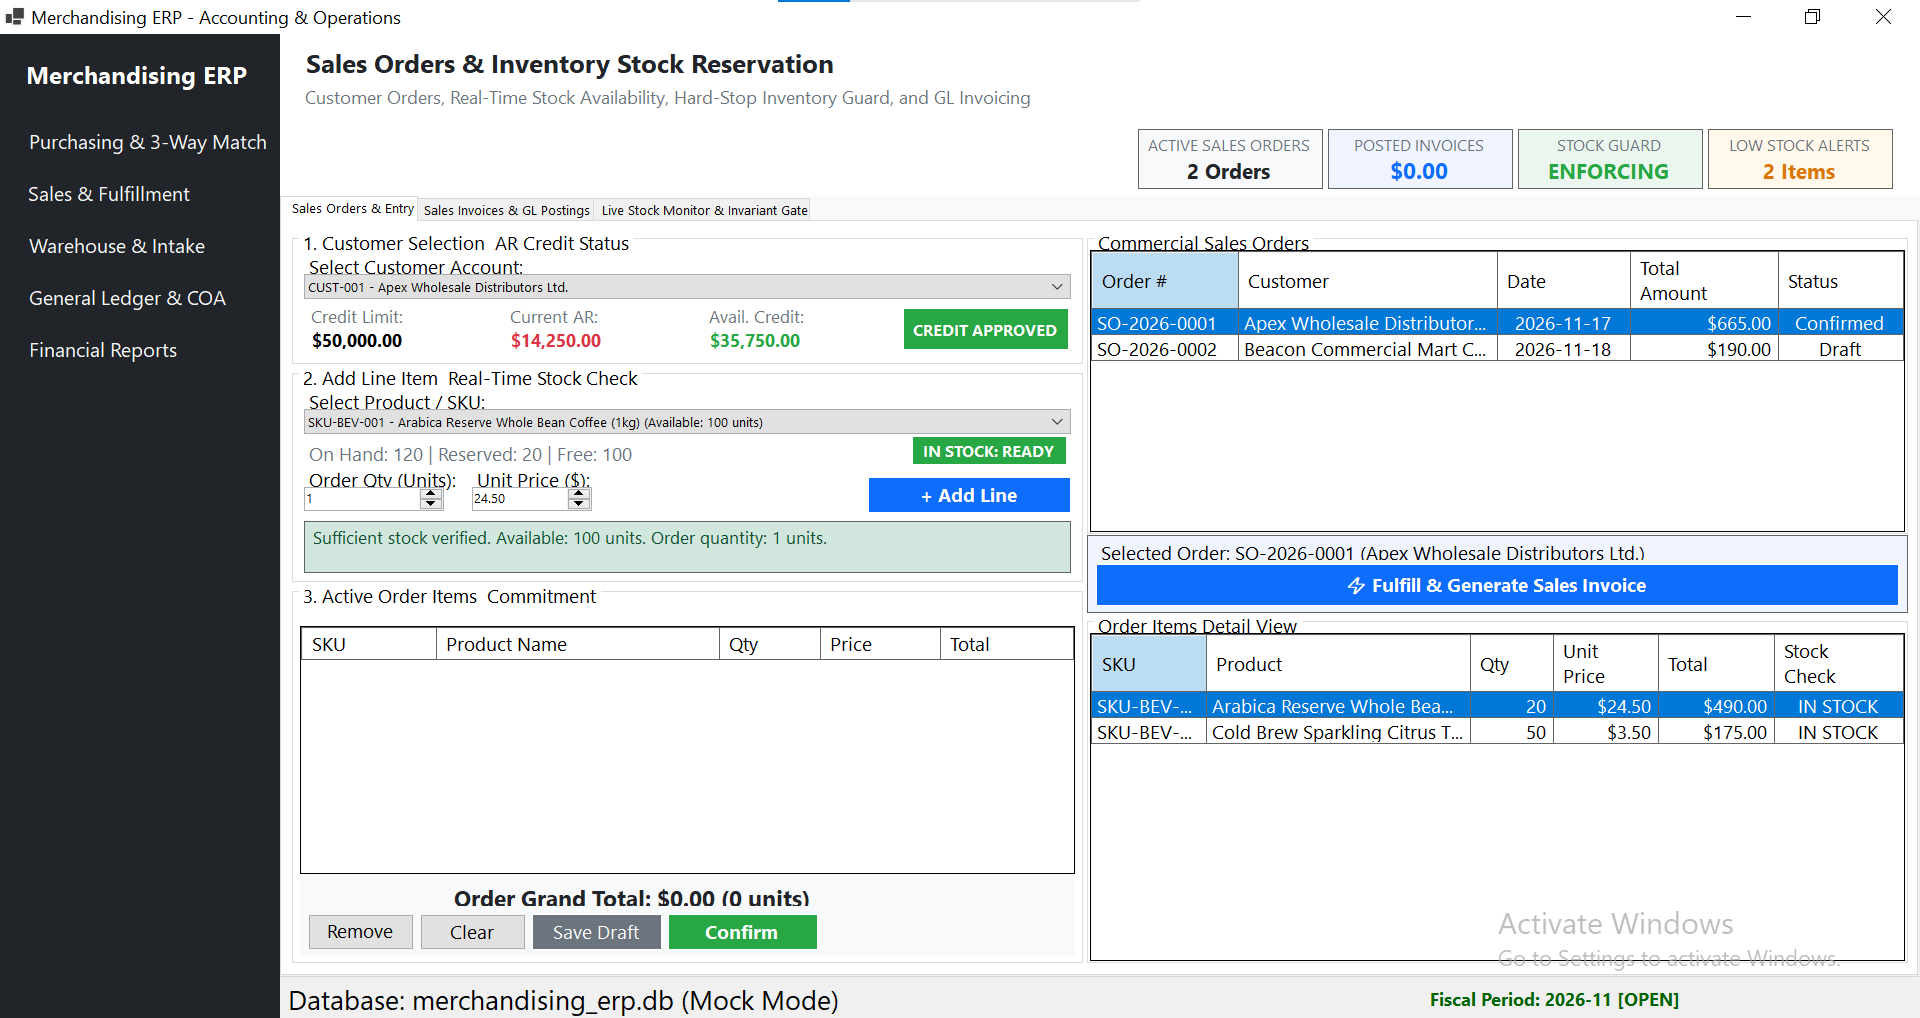 Merchandising ERP - Accounting & Operations
Merchandising ERP
Purchasing & 3-Way Match
Sales & Fulfillment
Warehouse & Intake
General Ledger & COA
Financial Reports
Sales Orders & Inventory Stock Reservation
Customer Orders, Real-Time Stock Availability, Hard-Stop Inventory Guard, and GL Invoicing
ACTIVE SALES ORDERS
2 Orders
POSTED INVOICES
$0.00
STOCK GUARD
ENFORCING
LOW STOCK ALERTS
2 Items
Sales Orders & Entry
Sales Invoices & GL Postings
Live Stock Monitor & Invariant Gate
1. Customer Selection  AR Credit Status
Select Customer Account:
CUST-001 - Apex Wholesale Distributors Ltd.
Credit Limit:
$50,000.00
Current AR:
$14,250.00
Avail. Credit:
$35,750.00
CREDIT APPROVED
2. Add Line Item  Real-Time Stock Check
Select Product / SKU:
SKU-BEV-001 - Arabica Reserve Whole Bean Coffee (1kg) (Available: 100 units)
On Hand: 120 | Reserved: 20 | Free: 100
IN STOCK: READY
Order Qty (Units):
1
Unit Price ($):
24.50
+ Add Line
Sufficient stock verified. Available: 100 units. Order quantity: 1 units.
3. Active Order Items  Commitment
SKU Product Name Qty Price Total
Order Grand Total: $0.00 (0 units)
Remove
Clear
Save Draft
Confirm
Commercial Sales Orders
Order # Customer Date Total Amount Status
SO-2026-0001 Apex Wholesale Distributor... 2026-11-17 $665.00 Confirmed
SO-2026-0002 Beacon Commercial Mart C... 2026-11-18 $190.00 Draft
Selected Order: SO-2026-0001 (Apex Wholesale Distributors Ltd.)
Fulfill & Generate Sales Invoice
Order Items Detail View
SKU Product Qty Unit Price Total Stock Check
SKU-BEV-... Arabica Reserve Whole Bea... 20 $24.50 $490.00 IN STOCK
SKU-BEV-... Cold Brew Sparkling Citrus T... 50 $3.50 $175.00 IN STOCK
Activate Windows
Go to Settings to activate Windows.
Database: merchandising_erp.db (Mock Mode)
Fiscal Period: 2026-11 [OPEN]